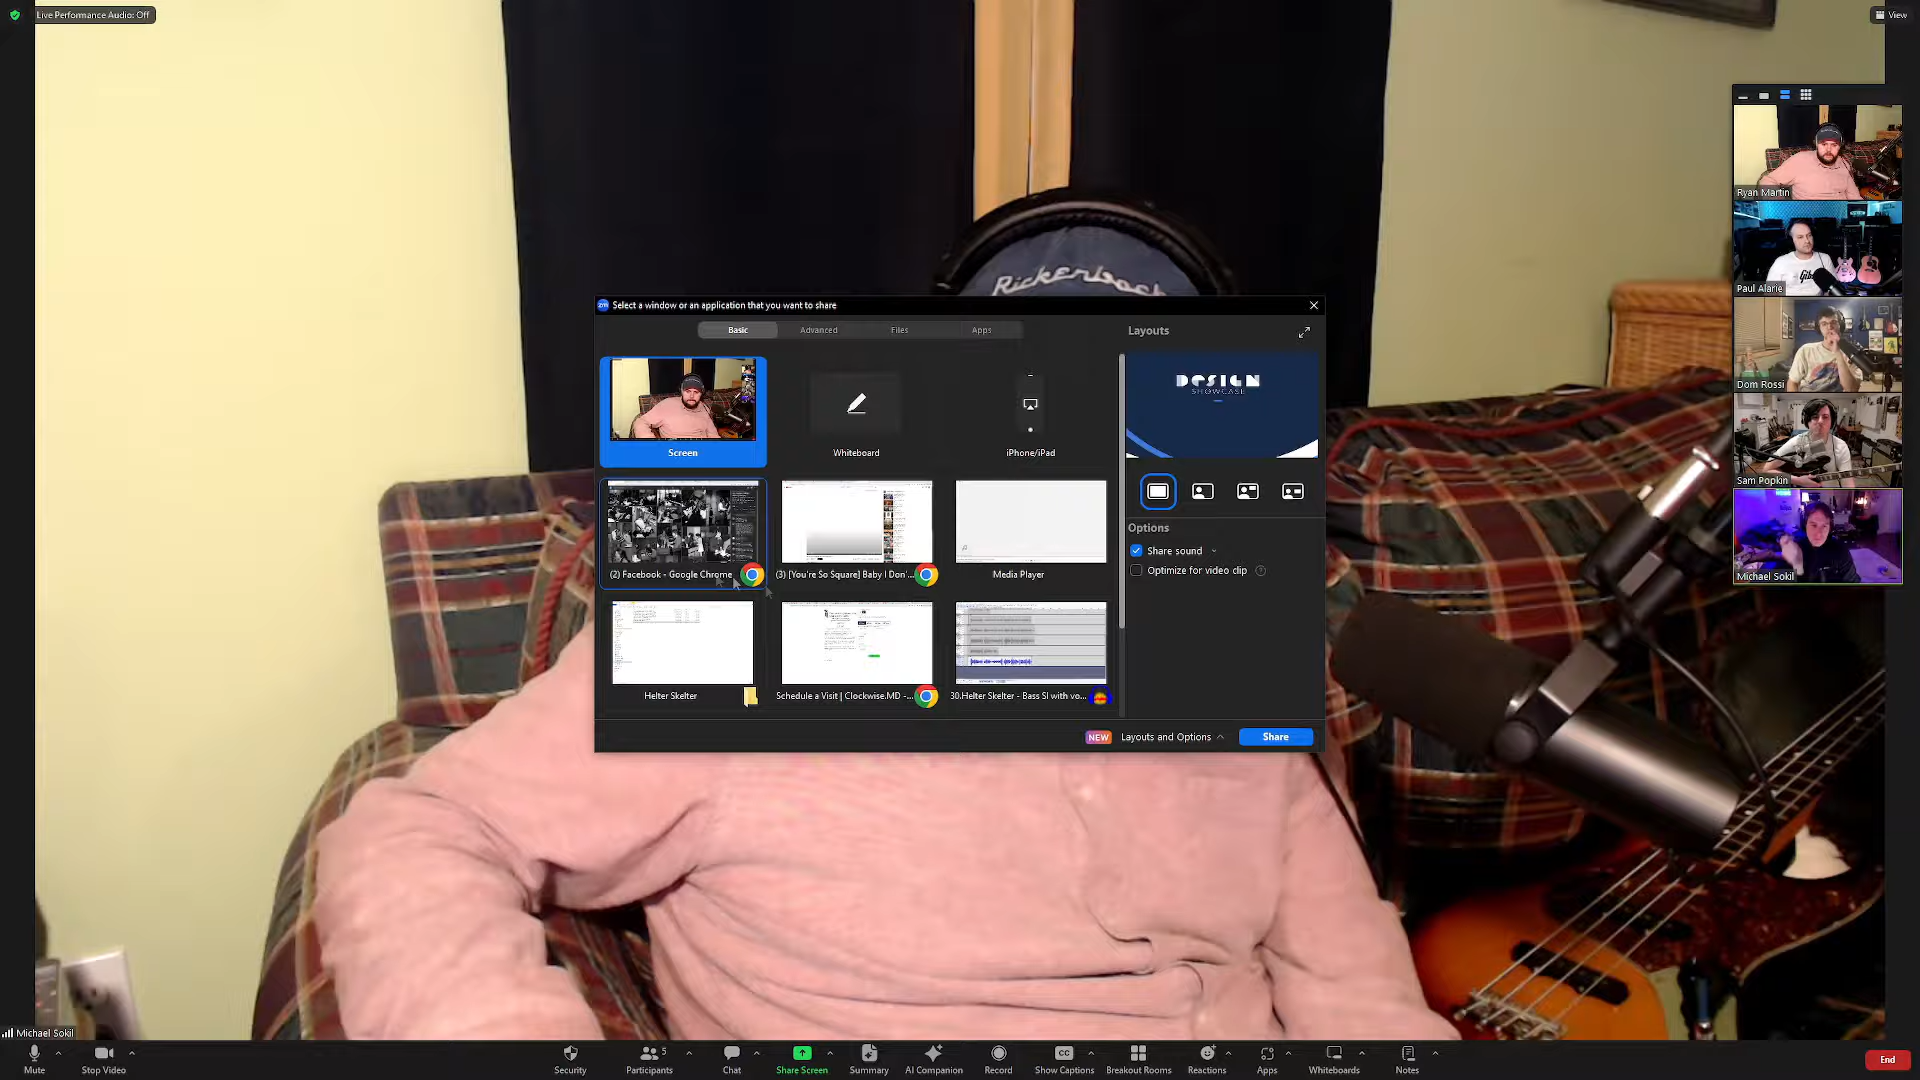 Live Performance Audio: Off
View
Rickenbac
Ryan Martin
Paul Alarie
Dom Rossi
Sam Popkin
Michael Sokil
Select a window or an application that you want to share
Basic
Advanced
Files
Apps
Layouts
DESIGN
SHOWCASE
Screen
Whiteboard
iPhone/iPad
(2) Facebook - Google Chrome
(3) [You're So Square] Baby I Don'...
Media Player
Options
Share sound
Optimize for video clip
Helter Skelter
Schedule a Visit | Clockwise.MD -...
30.Helter Skelter - Bass SI with vo...
NEW
Layouts and Options
Share
Michael Sokil
Mute
Stop Video
Security
Participants
5
Chat
Share Screen
Summary
AI Companion
Record
CC
Show Captions
Breakout Rooms
Reactions
Apps
Whiteboards
Notes
End